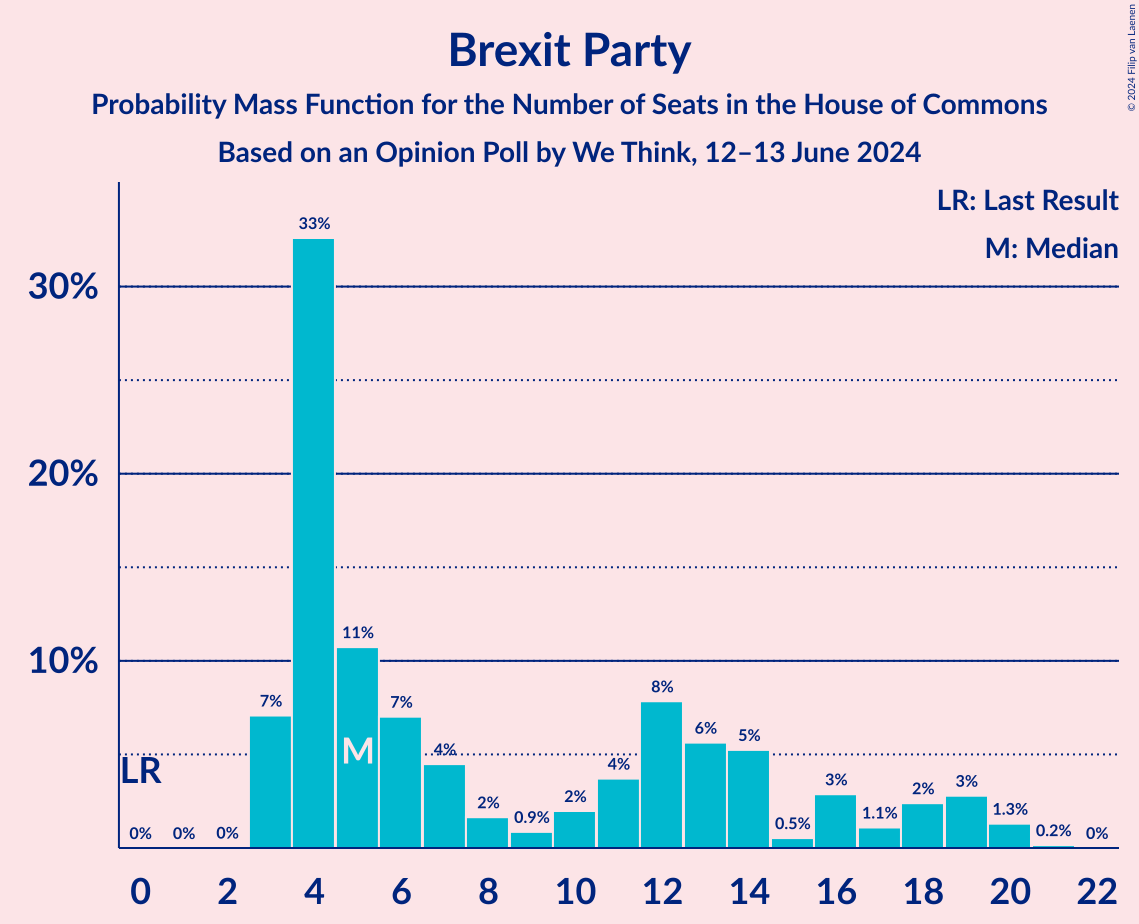 Brexit Party
Probability Mass Function for the Number of Seats in the House of Commons
Based on an Opinion Poll by We Think, 12–13 June 2024
© 2024 Filip van Laenen
LR: Last Result
M: Median
30%
20%
10%
LR
M
0%
0%
0%
7%
33%
11%
7%
4%
2%
0.9%
2%
4%
8%
6%
5%
0.5%
3%
1.1%
2%
3%
1.3%
0.2%
0%
0 2 4 6 8 10 12 14 16 18 20 22